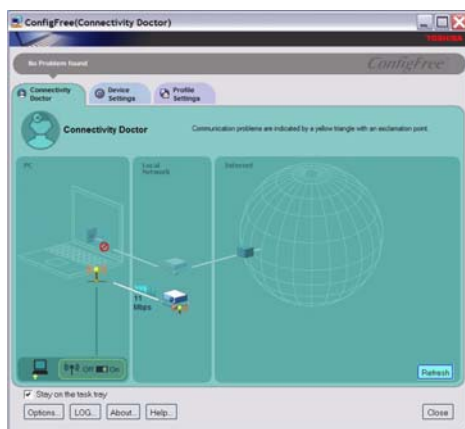 ConfigFree(Connectivity Doctor)
TOSHIBA
No Problem found
ConfigFree
Connectivity
Doctor
Device
Settings
Profile
Settings
Connectivity Doctor
Communication problems are indicated by a yellow triangle with an exclamation point.
PC
Local
Network
Internet
11
Mbps
Off On
Refresh
Stay on the task tray
Options...
LOG...
About...
Help...
Close